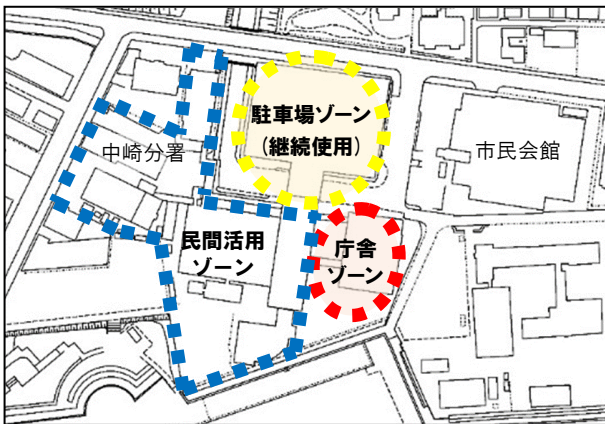 駐車場ゾーン
(継続使用)
中崎分署
市民会館
民間活用
ゾーン
庁舎
ゾーン